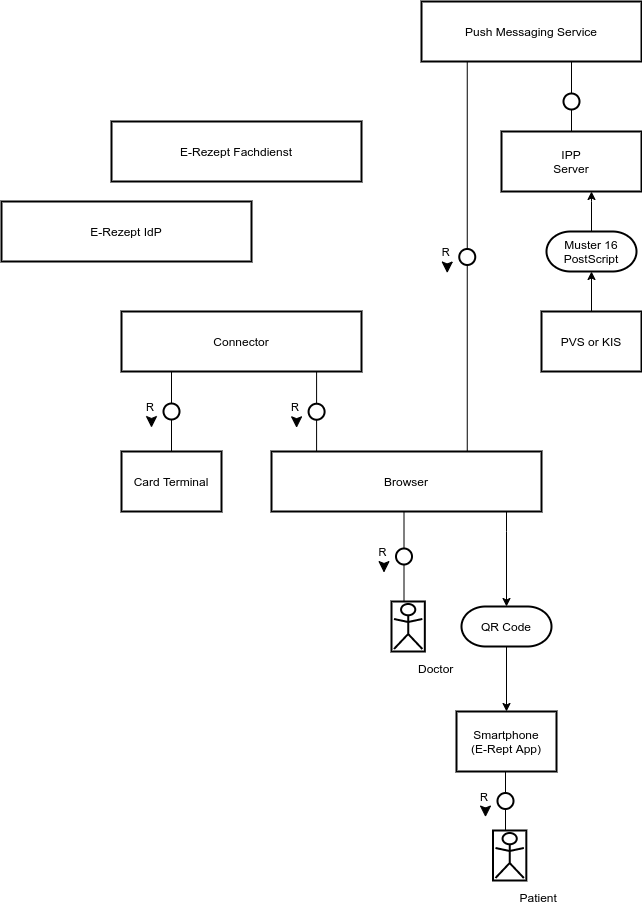 Push Messaging Service
E-Rezept Fachdienst
IPP
Server
E-Rezept IdP
Muster 16
PostScript
R
Connector
PVS or KIS
R
R
Card Terminal
Browser
R
QR Code
Doctor
Smartphone
(E-Rept App)
R
Patient